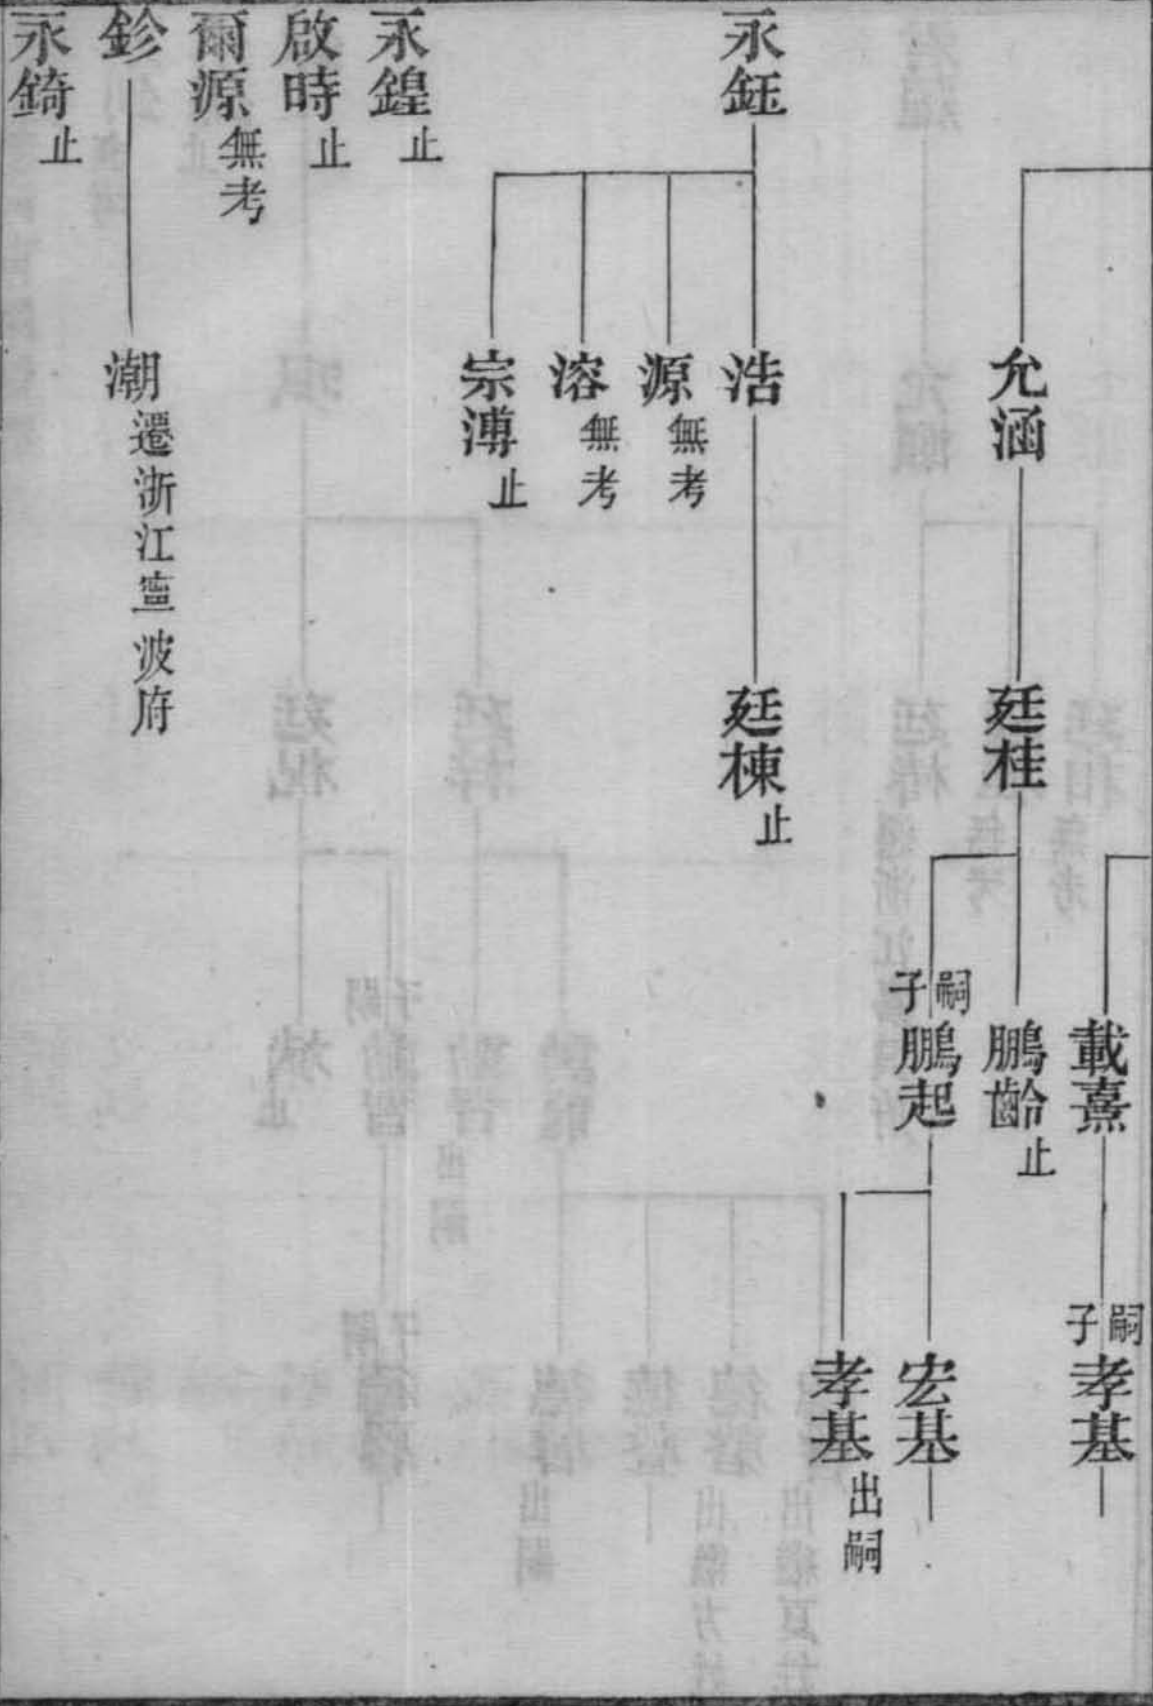 載熹
嗣子
孝基
允涵
廷桂
鵬齡止
嗣子
鵬起
宏基
孝基出嗣
永鈺
浩
廷棟止
源無考
溶無考
宗溥止
永鍠止
啟時止
爾源無考
鉁
潮遷浙江寧波府
永錡止